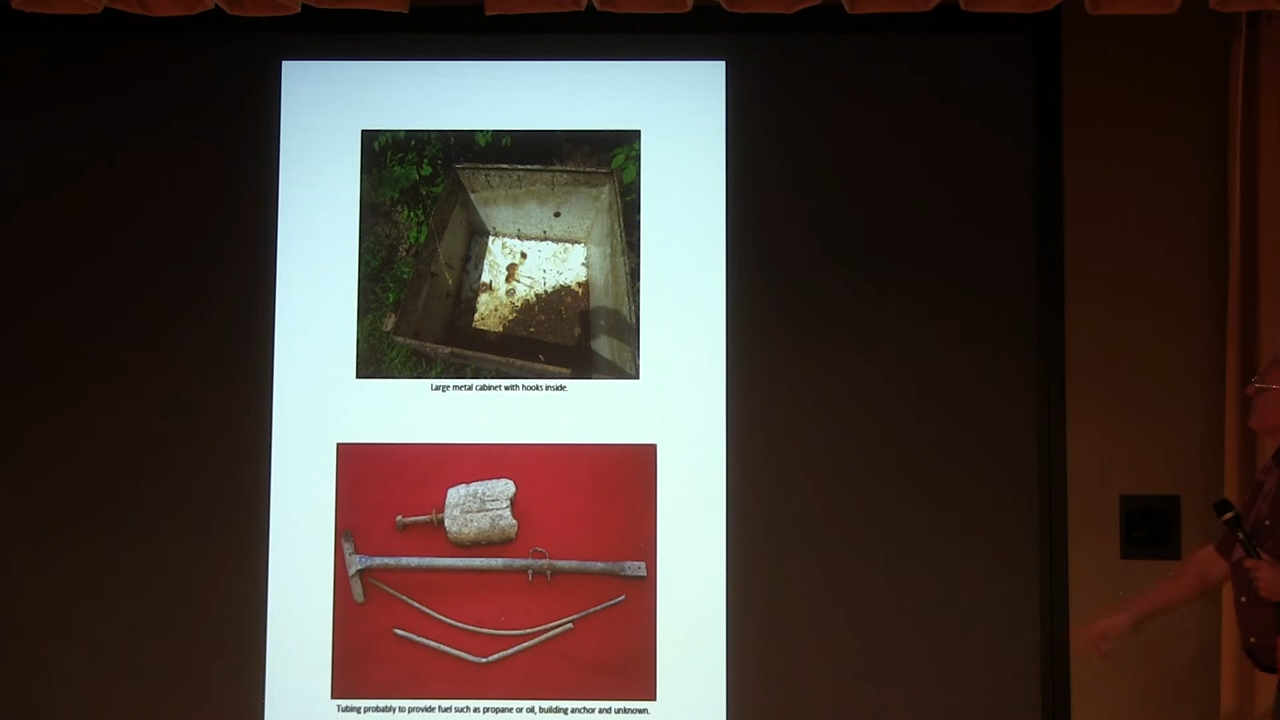 Large metal cabinet with hooks inside.
Tubing probably to provide fuel such as propane or oil, building anchor and unknown.